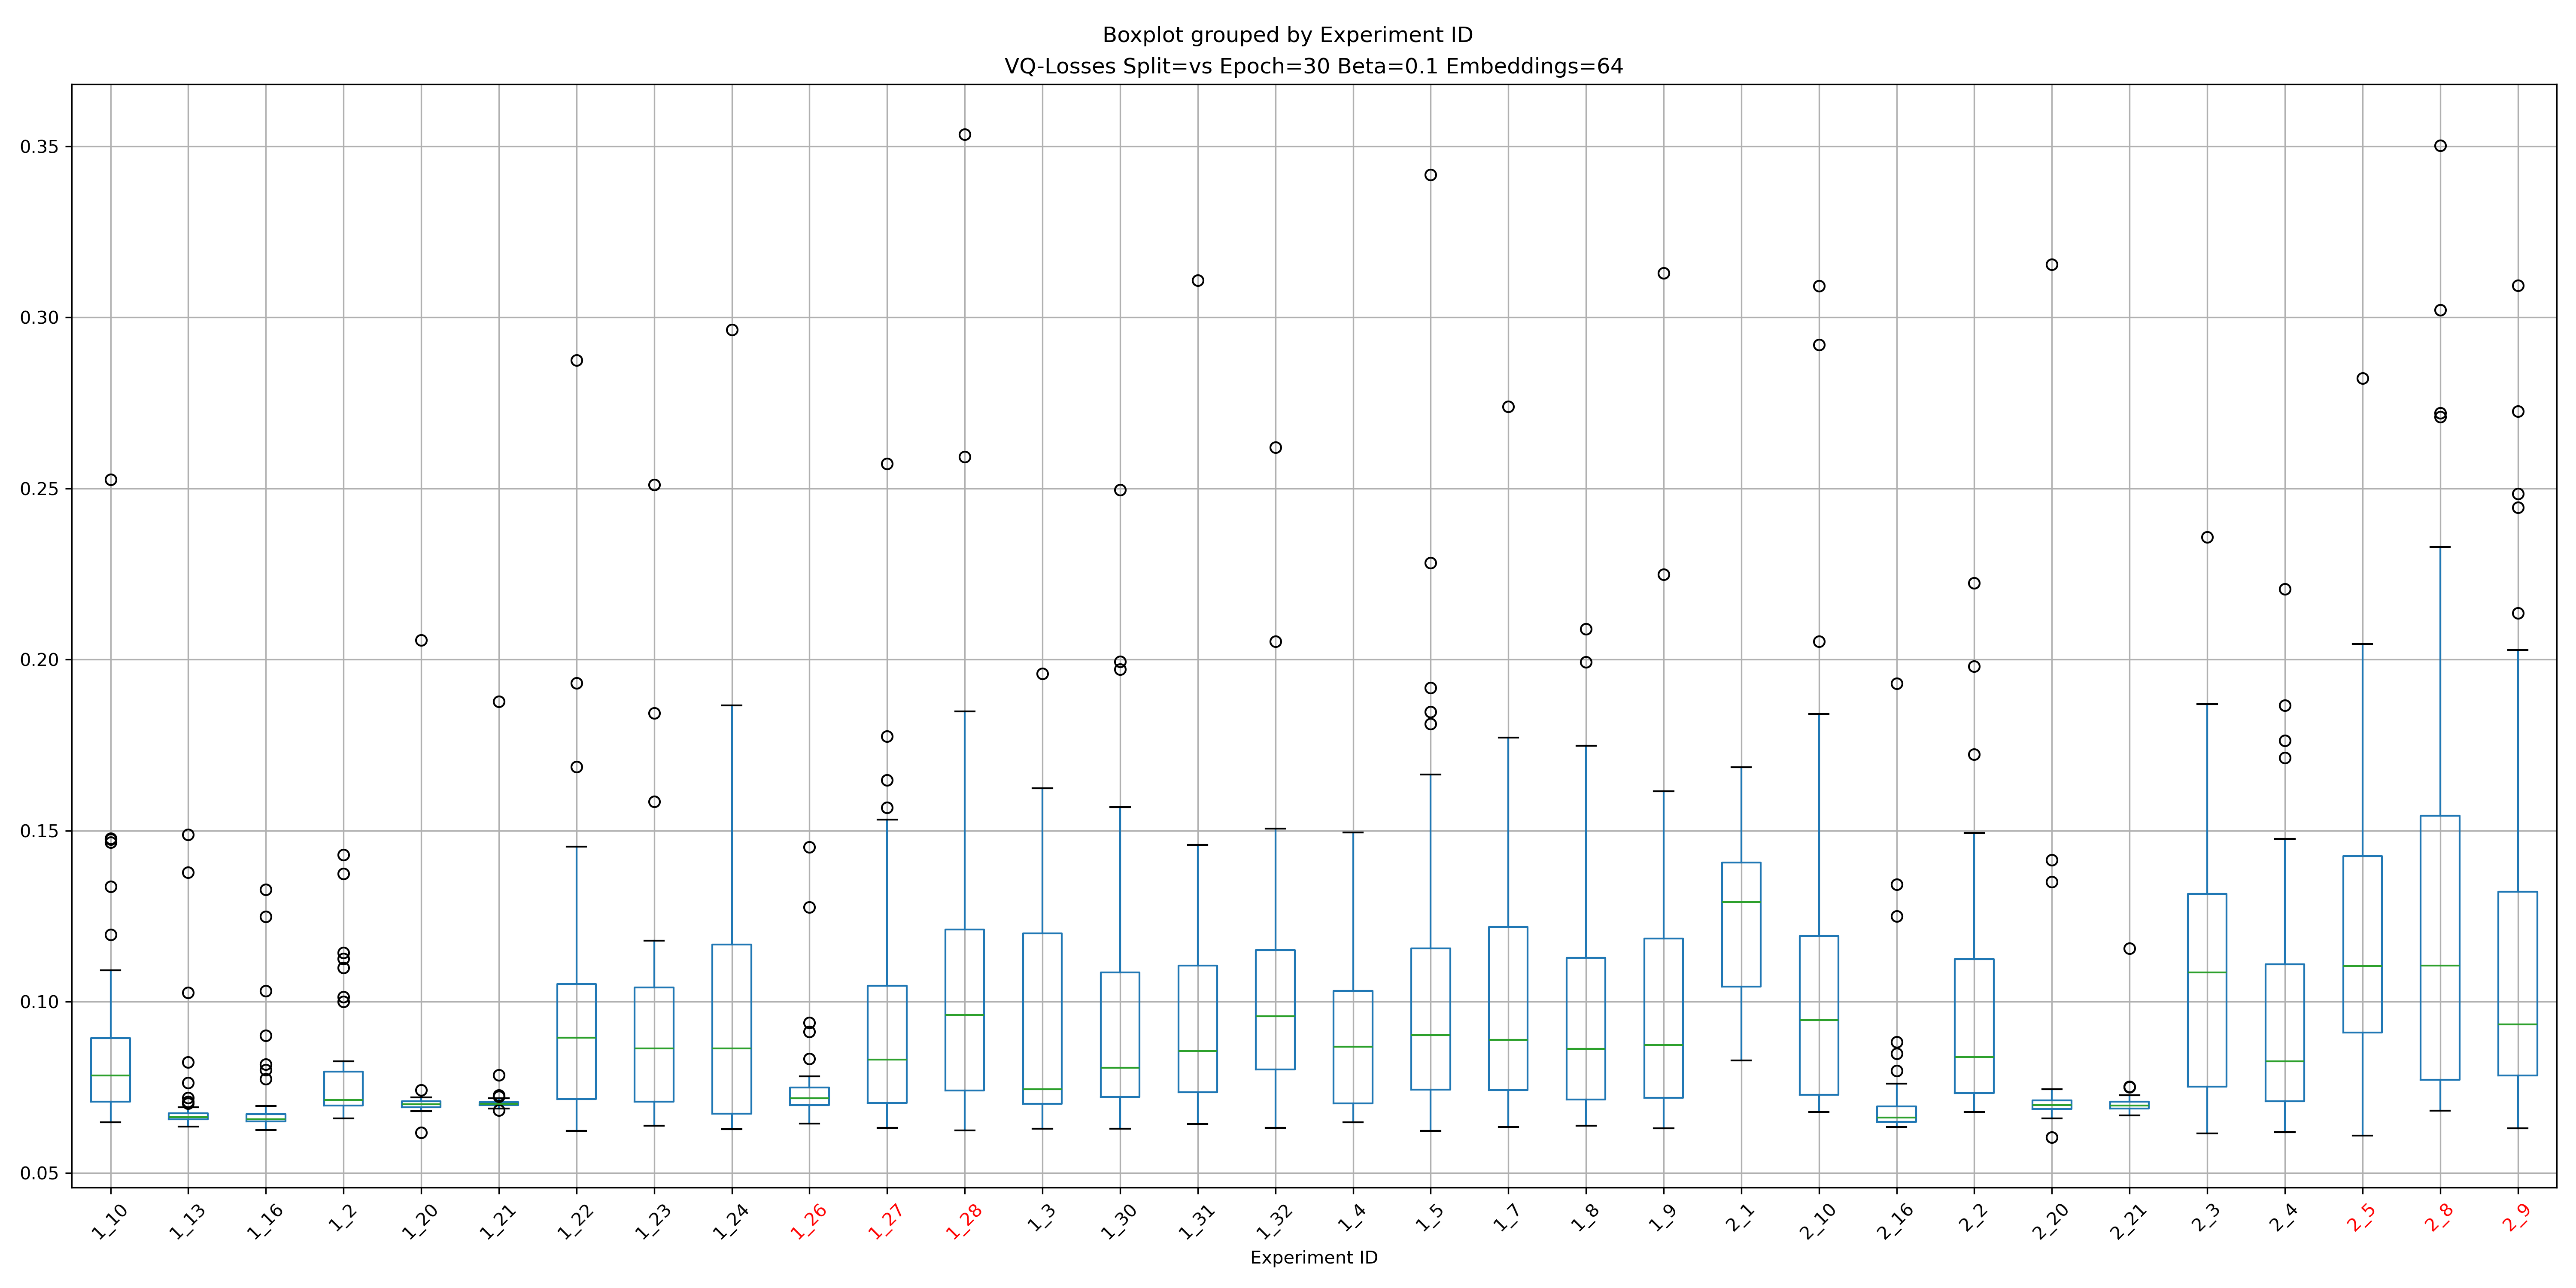 Boxplot grouped by Experiment ID
VQ-Losses Split=vs Epoch=30 Beta=0.1 Embeddings=64
0.35
0.30
0.25
0.20
0.15
0.10
0.05
1_10 1_13 1_16 1_2 1_20 1_21 1_22 1_23 1_24 1_26 1_27 1_28 1_3 1_30 1_31 1_32 1_4 1_5 1_7 1_8 1_9 2_1 2_10 2_16 2_2 2_20 2_21 2_3 2_4 2_5 2_8 2_9
Experiment ID